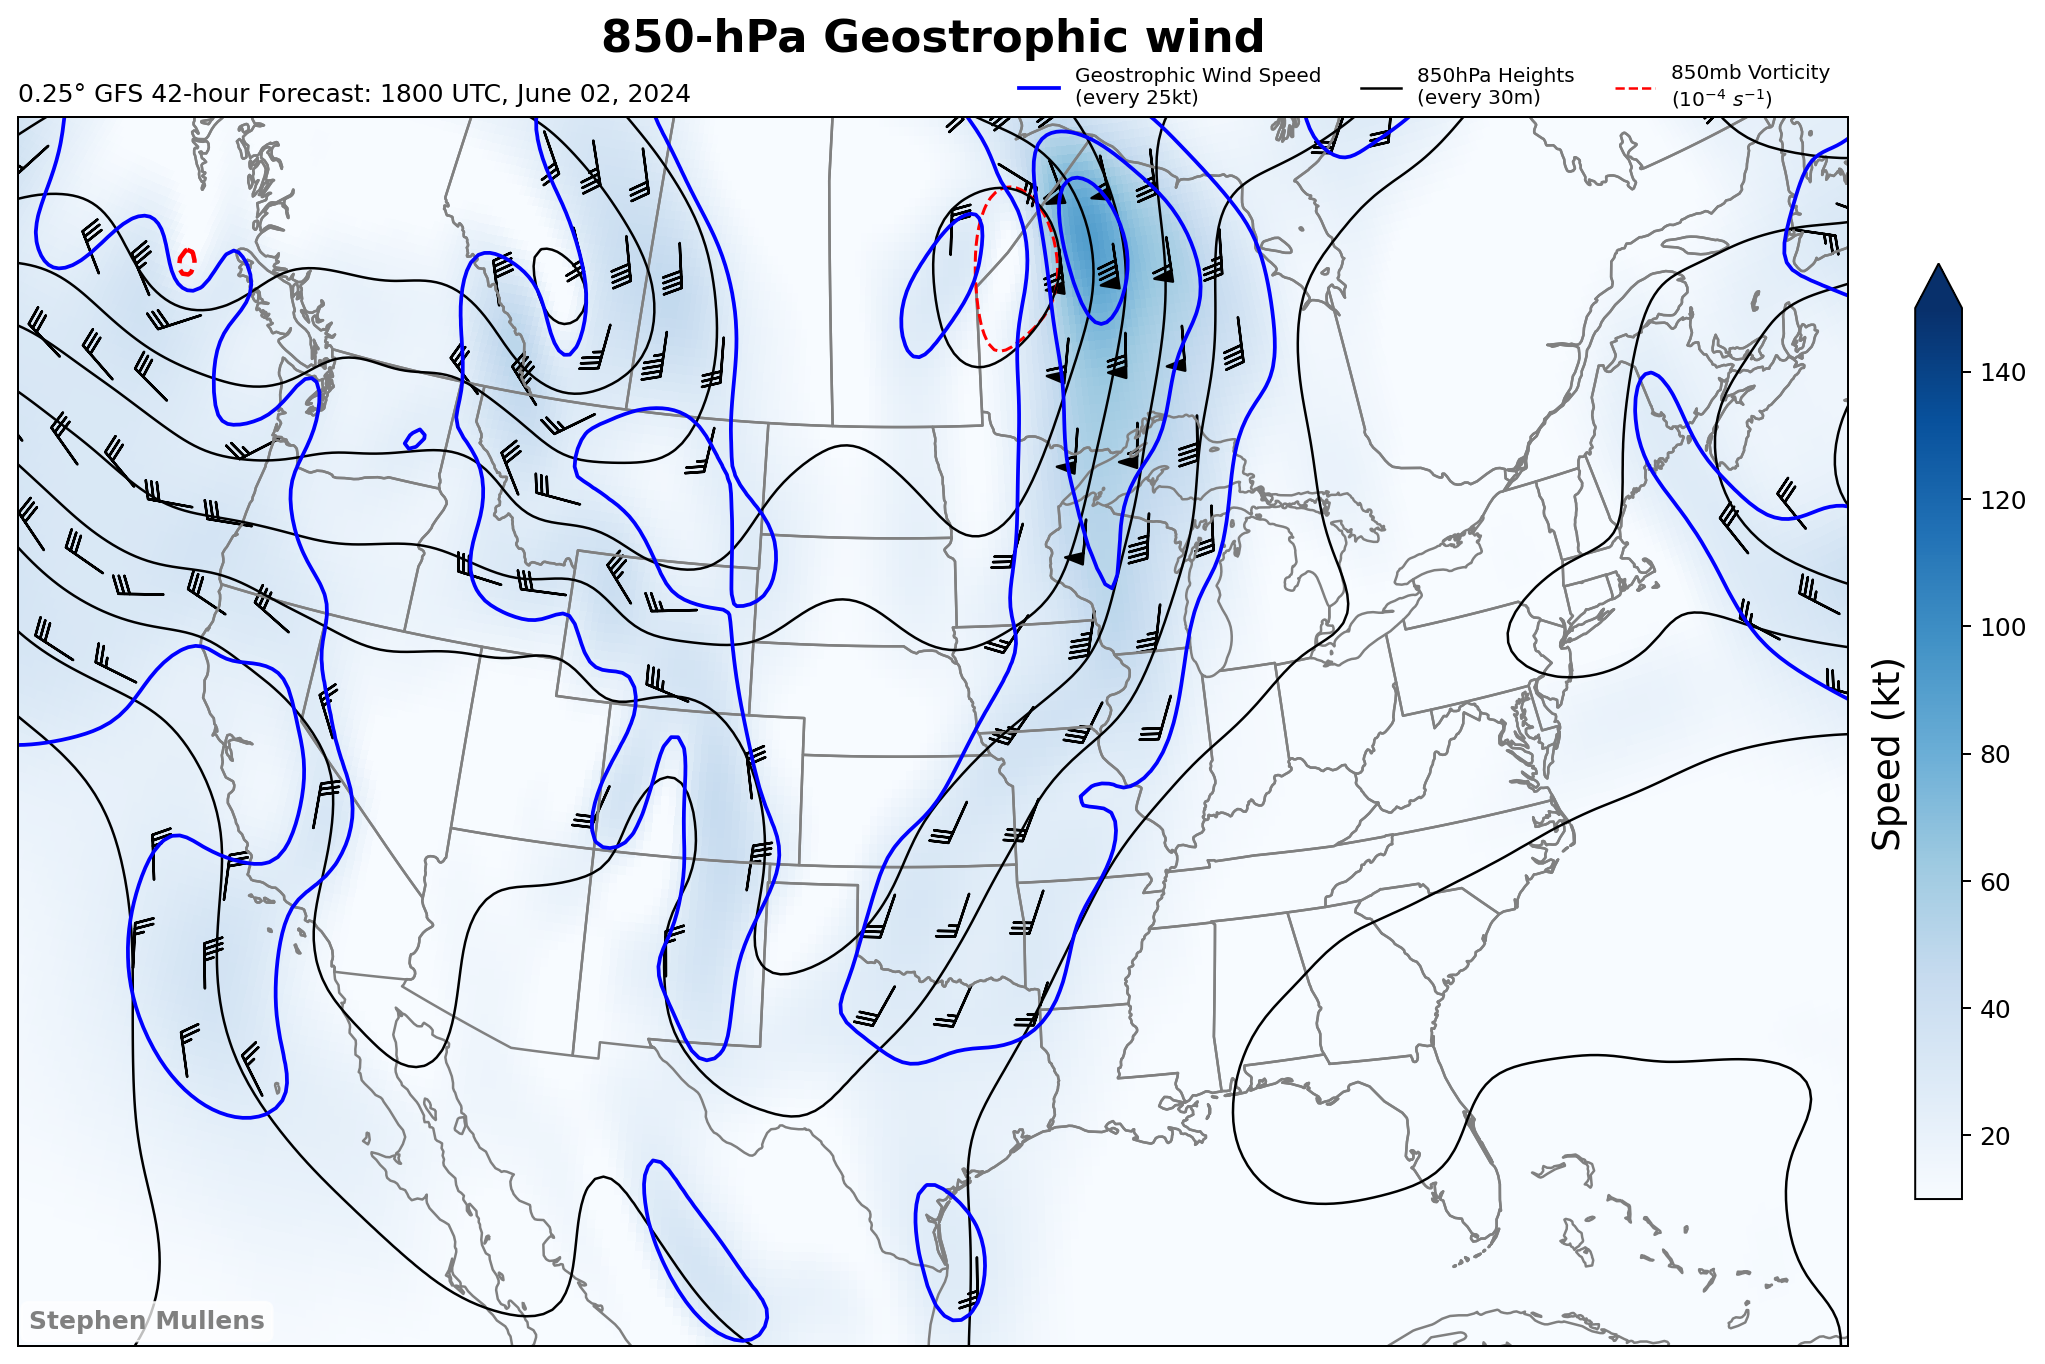 850-hPa Geostrophic wind
0.25° GFS 42-hour Forecast: 1800 UTC, June 02, 2024
Geostrophic Wind Speed
(every 25kt)
850hPa Heights
(every 30m)
850mb Vorticity
(10⁻⁴ s⁻¹)
140
120
100
80
60
40
20
Speed (kt)
Stephen Mullens